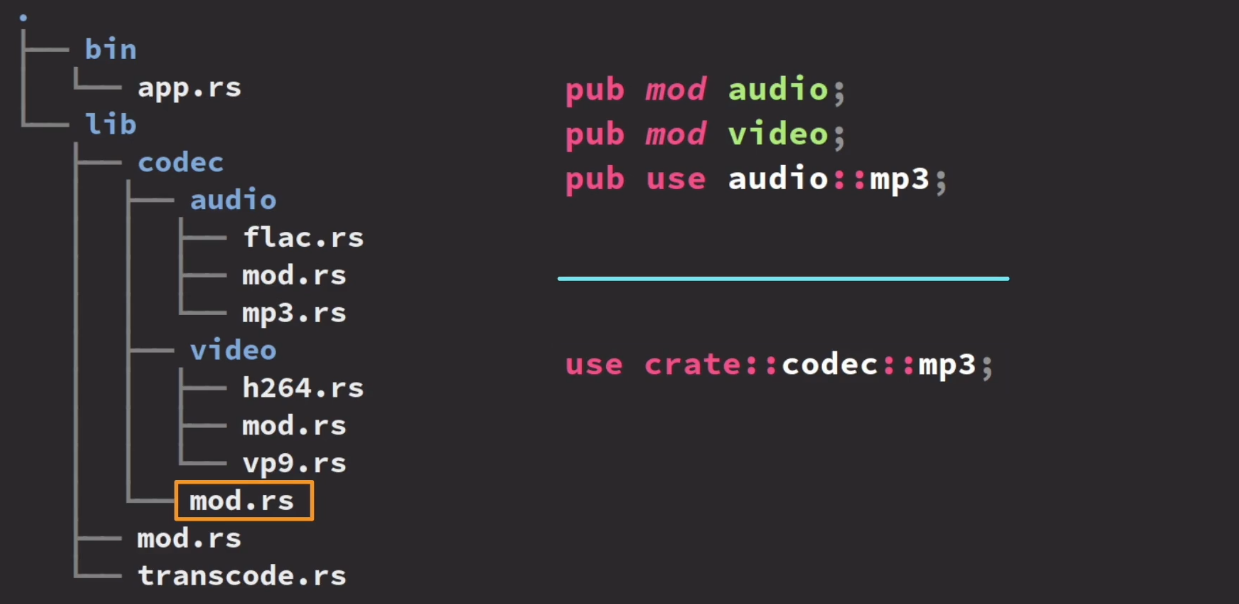 .
bin
app.rs
lib
codec
audio
flac.rs
mod.rs
mp3.rs
video
h264.rs
mod.rs
vp9.rs
mod.rs
mod.rs
transcode.rs
pub mod audio;
pub mod video;
pub use audio::mp3;
use crate::codec::mp3;